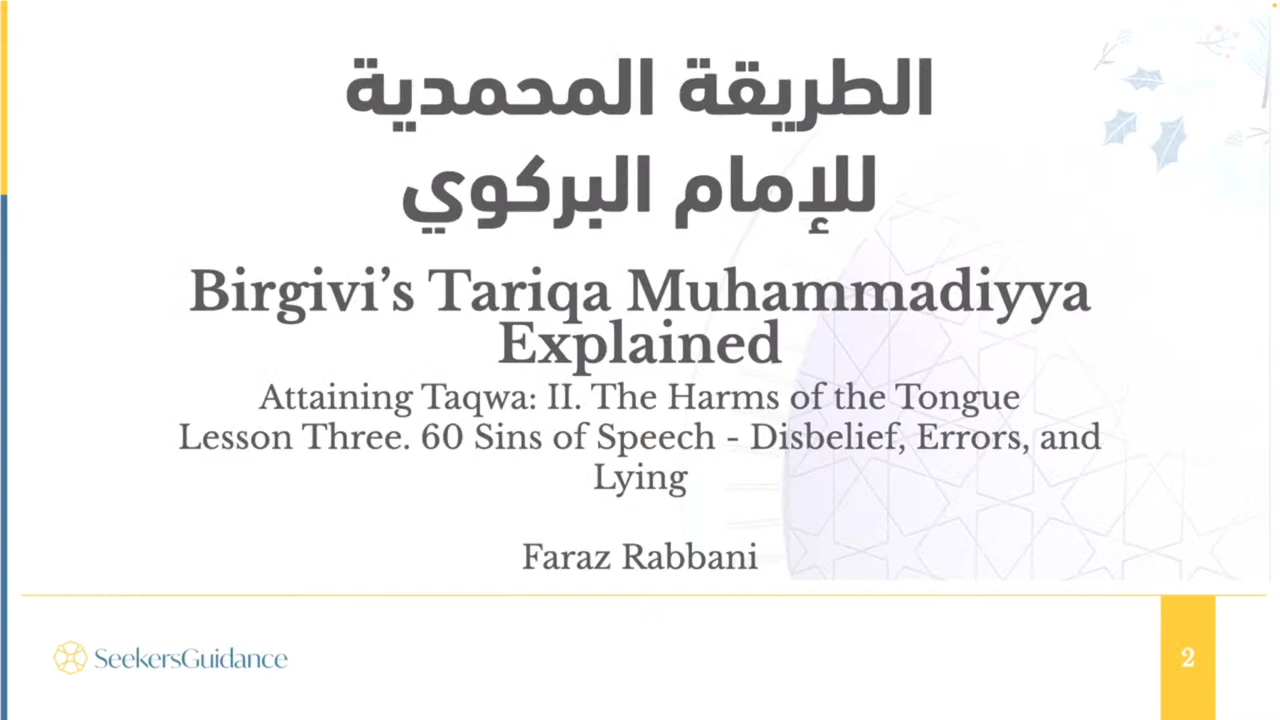 الطريقة المحمدية
للإمام البركوي
Birgivi’s Tariqa Muhammadiyya
Explained
Attaining Taqwa: II. The Harms of the Tongue
Lesson Three. 60 Sins of Speech - Disbelief, Errors, and
Lying
Faraz Rabbani
SeekersGuidance
2